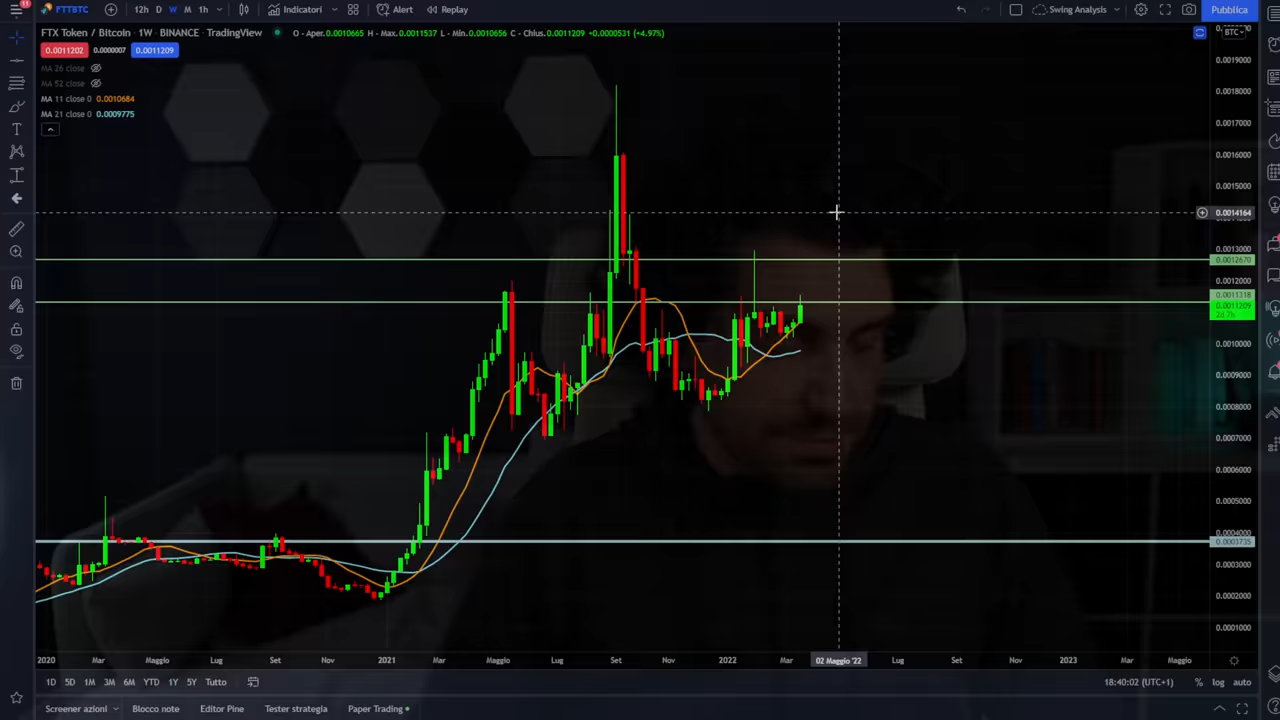 11
FTTBTC 12h D W M 1h Indicatori Alert Replay Swing Analysis Pubblica
FTX Token / Bitcoin · 1W · BINANCE · TradingView O - Aper. 0.0010665 H - Max. 0.0011537 L - Min. 0.0010656 C - Chius. 0.0011209 +0.0000531 (+4.97%)
BTC
0.0011202 0.0000007 0.0011209
MA 26 close
MA 52 close
MA 11 close 0 0.0010684
MA 21 close 0 0.0009775
0.0019000
0.0018000
0.0017000
0.0016000
0.0015000
0.0014164
0.0013000
0.0012670
0.0012000
0.0011318
0.0011209
2d 7h
0.0010000
0.0009000
0.0008000
0.0007000
0.0006000
0.0005000
0.0004000
0.0003735
0.0003000
0.0002000
0.0001000
2020 Mar Maggio Lug Set Nov 2021 Mar Maggio Lug Set Nov 2022 Mar 02 Maggio '22 Lug Set Nov 2023 Mar Maggio
1D 5D 1M 3M 6M YTD 1Y 5Y Tutto 18:40:02 (UTC+1) % log auto
Screener azioni Blocco note Editor Pine Tester strategia Paper Trading